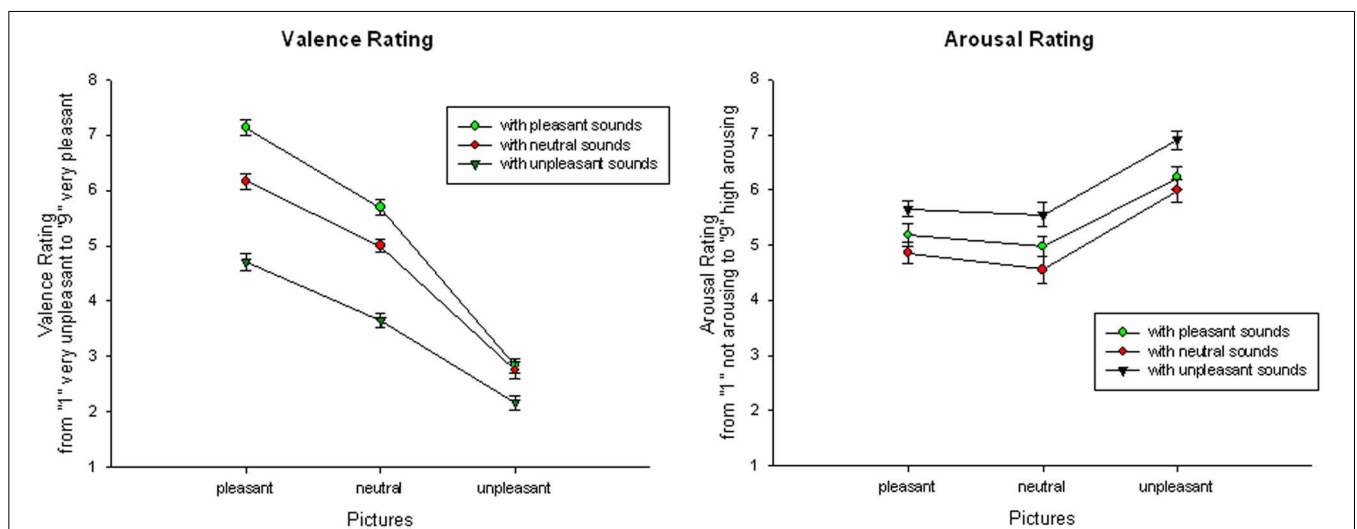 Valence Rating
Valence Rating
from "1" very unpleasant to "9" very pleasant
8
7
6
5
4
3
2
1
with pleasant sounds
with neutral sounds
with unpleasant sounds
pleasant
neutral
unpleasant
Pictures
Arousal Rating
Arousal Rating
from "1" not arousing to "9" high arousing
8
7
6
5
4
3
2
1
with pleasant sounds
with neutral sounds
with unpleasant sounds
pleasant
neutral
unpleasant
Pictures